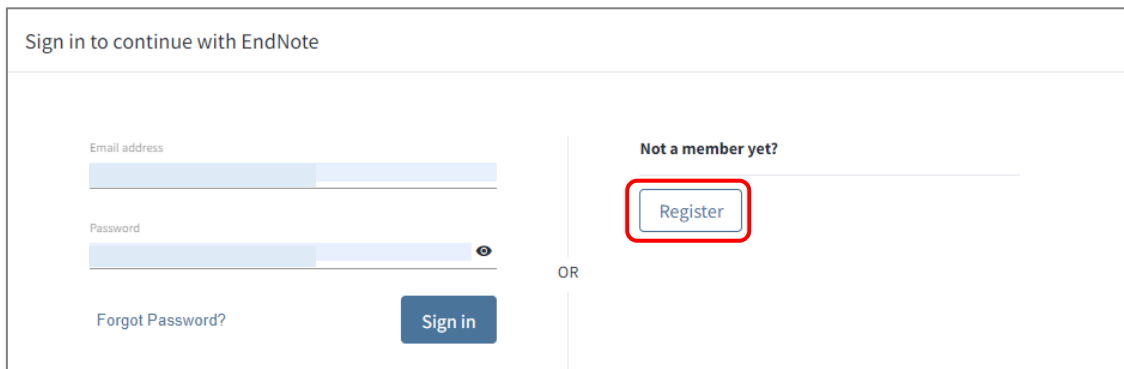 Sign in to continue with EndNote
Email address
Password
Forgot Password?
Sign in
OR
Not a member yet?
Register